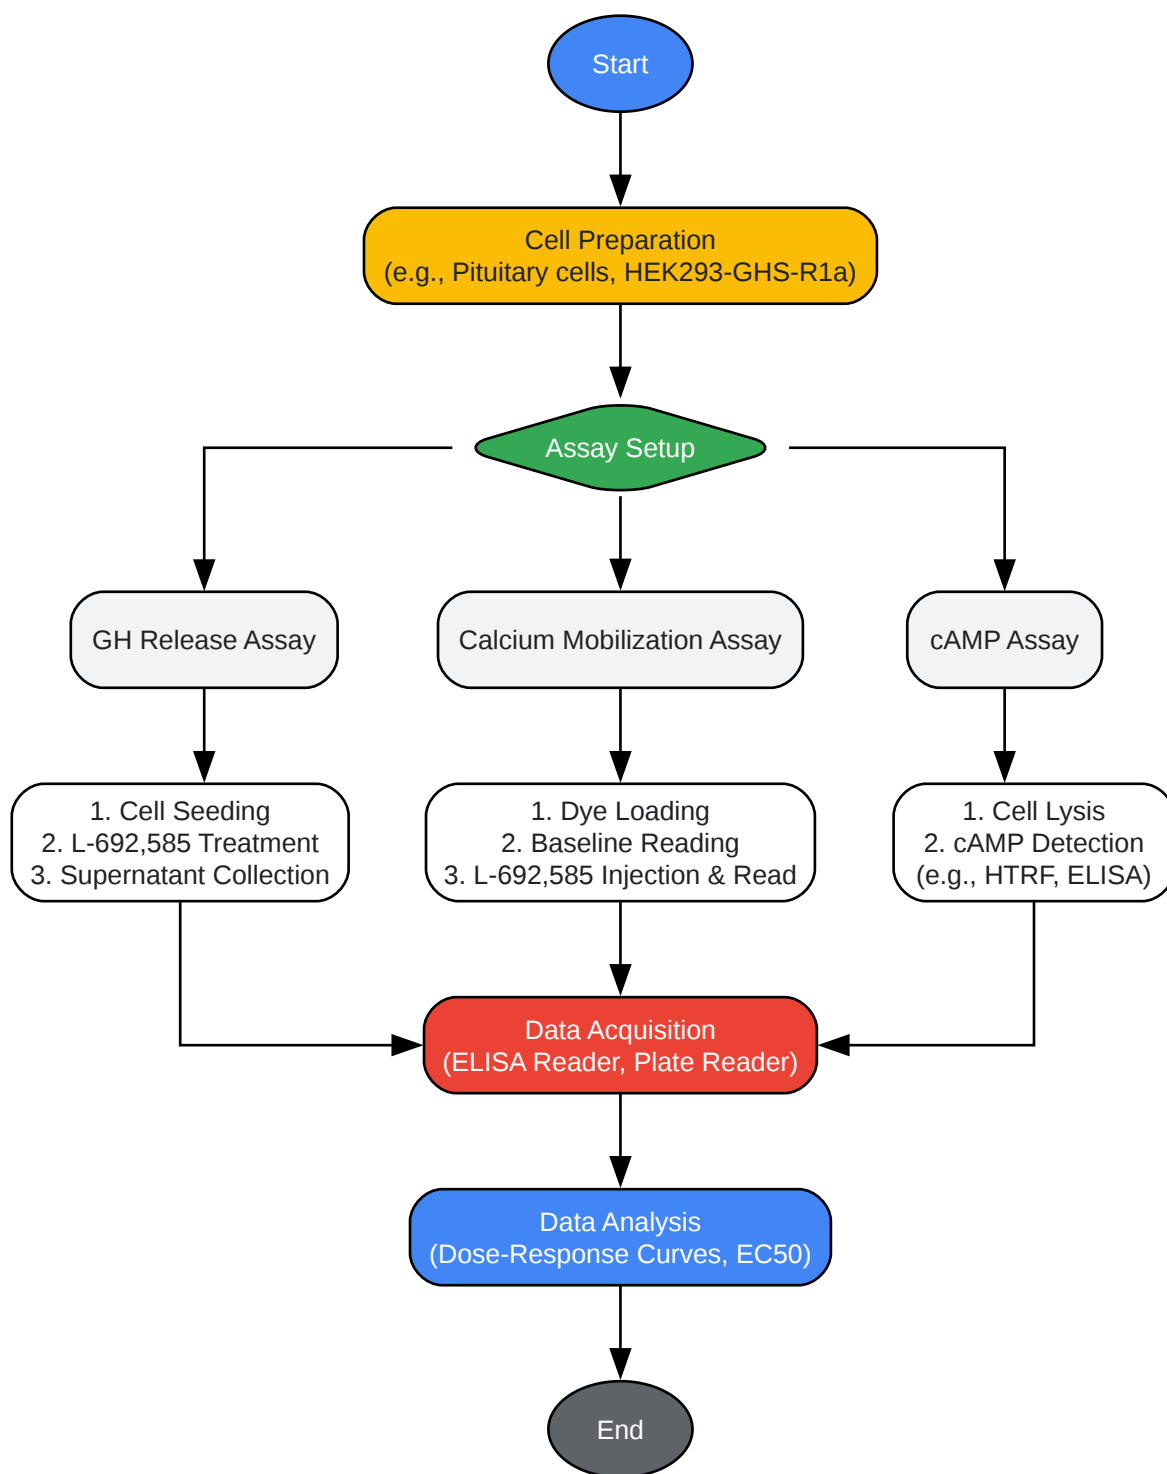 Start
Cell Preparation
(e.g., Pituitary cells, HEK293-GHS-R1a)
Assay Setup
GH Release Assay
Calcium Mobilization Assay
cAMP Assay
1. Cell Seeding
2. L-692,585 Treatment
3. Supernatant Collection
1. Dye Loading
2. Baseline Reading
3. L-692,585 Injection & Read
1. Cell Lysis
2. cAMP Detection
(e.g., HTRF, ELISA)
Data Acquisition
(ELISA Reader, Plate Reader)
Data Analysis
(Dose-Response Curves, EC50)
End